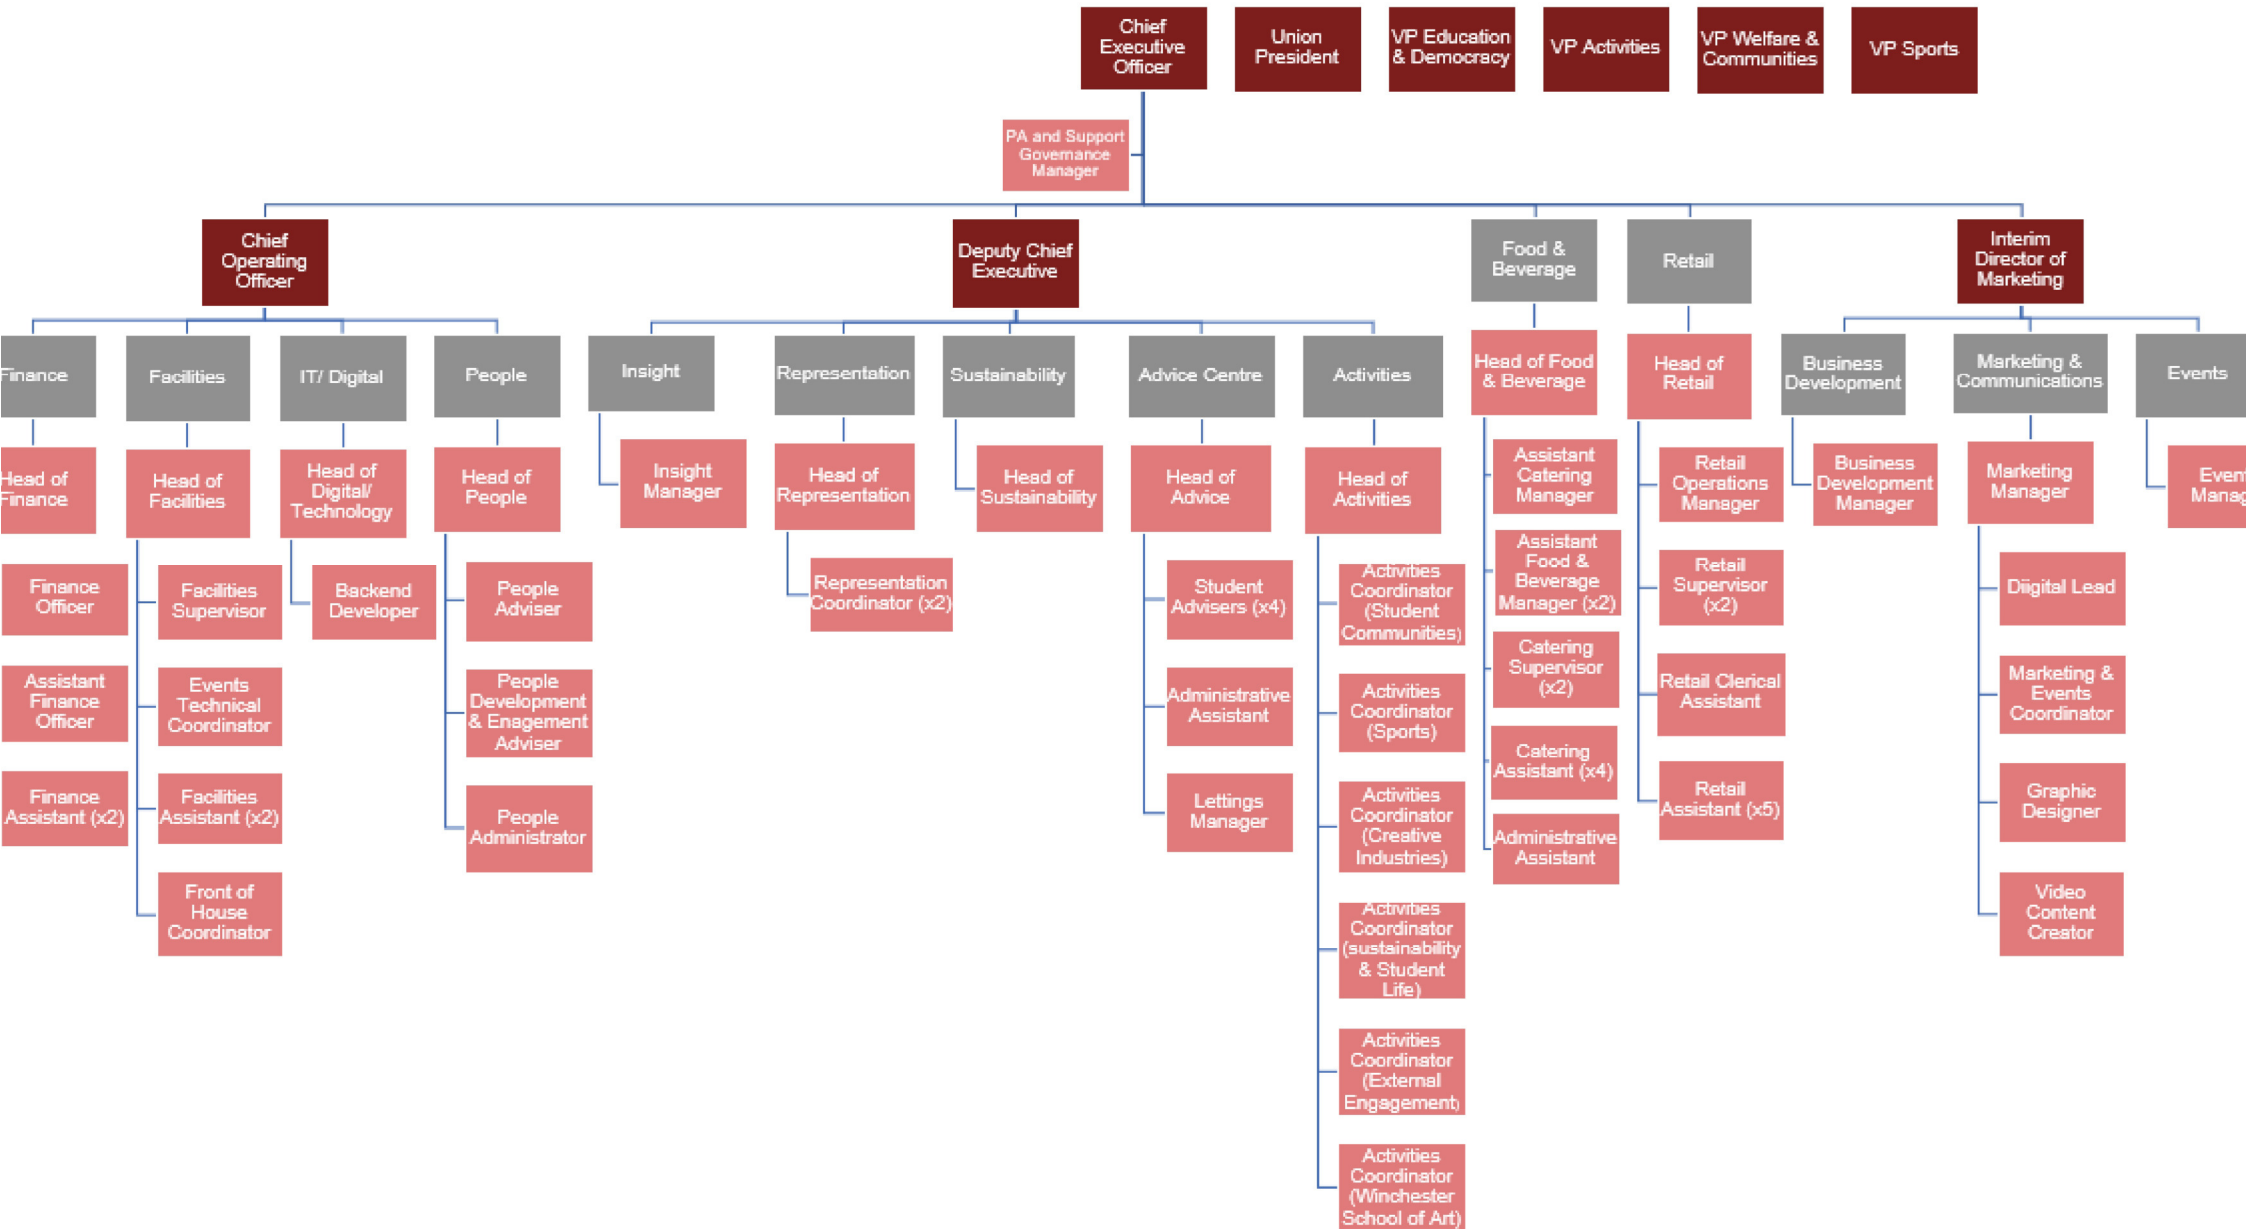 Chief
Executive
Officer
Union
President
VP Education
& Democracy
VP Activities
VP Welfare &
Communities
VP Sports
PA and Support
Governance
Manager
Chief
Operating
Officer
Deputy Chief
Executive
Food &
Beverage
Retail
Interim
Director of
Marketing
Finance
Facilities
IT/ Digital
People
Insight
Representation
Sustainability
Advice Centre
Activities
Head of Food
& Beverage
Head of
Retail
Business
Development
Marketing &
Communications
Events
Head of
Finance
Head of
Facilities
Head of
Digital/
Technology
Head of
People
Insight
Manager
Head of
Representation
Head of
Sustainability
Head of
Advice
Head of
Activities
Assistant
Catering
Manager
Retail
Operations
Manager
Business
Development
Manager
Marketing
Manager
Event
Manag
Finance
Officer
Facilities
Supervisor
Backend
Developer
People
Adviser
Representation
Coordinator (x2)
Student
Advisers (x4)
Activities
Coordinator
(Student
Communities)
Assistant
Food &
Beverage
Manager (x2)
Retail
Supervisor
(x2)
Diigital Lead
Assistant
Finance
Officer
Events
Technical
Coordinator
People
Development
& Enagement
Adviser
Administrative
Assistant
Activities
Coordinator
(Sports)
Catering
Supervisor
(x2)
Retail Clerical
Assistant
Marketing &
Events
Coordinator
Finance
Assistant (x2)
Facilities
Assistant (x2)
People
Administrator
Lettings
Manager
Activities
Coordinator
(Creative
Industries)
Catering
Assistant (x4)
Retail
Assistant (x5)
Graphic
Designer
Administrative
Assistant
Front of
House
Coordinator
Activities
Coordinator
(sustainability
& Student
Life)
Video
Content
Creator
Activities
Coordinator
(External
Engagement)
Activities
Coordinator
(Winchester
School of Art)